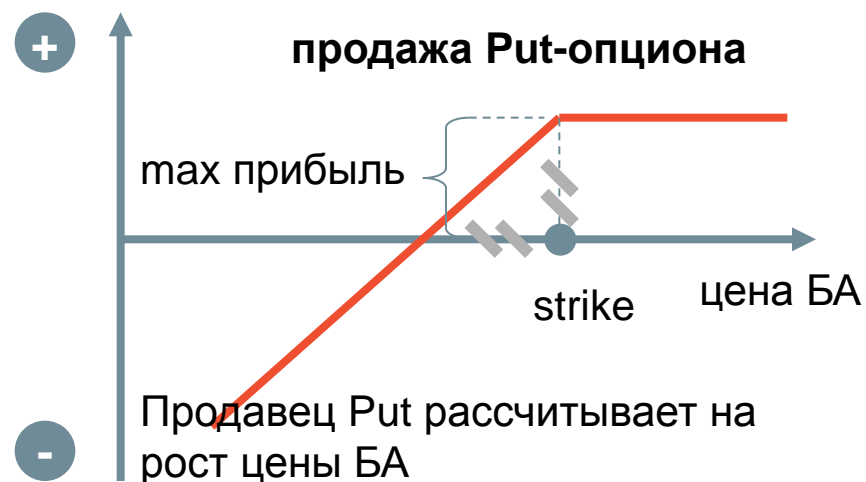 +
продажа Put-опциона
max прибыль
strike
цена БА
Продавец Put рассчитывает на
рост цены БА
-